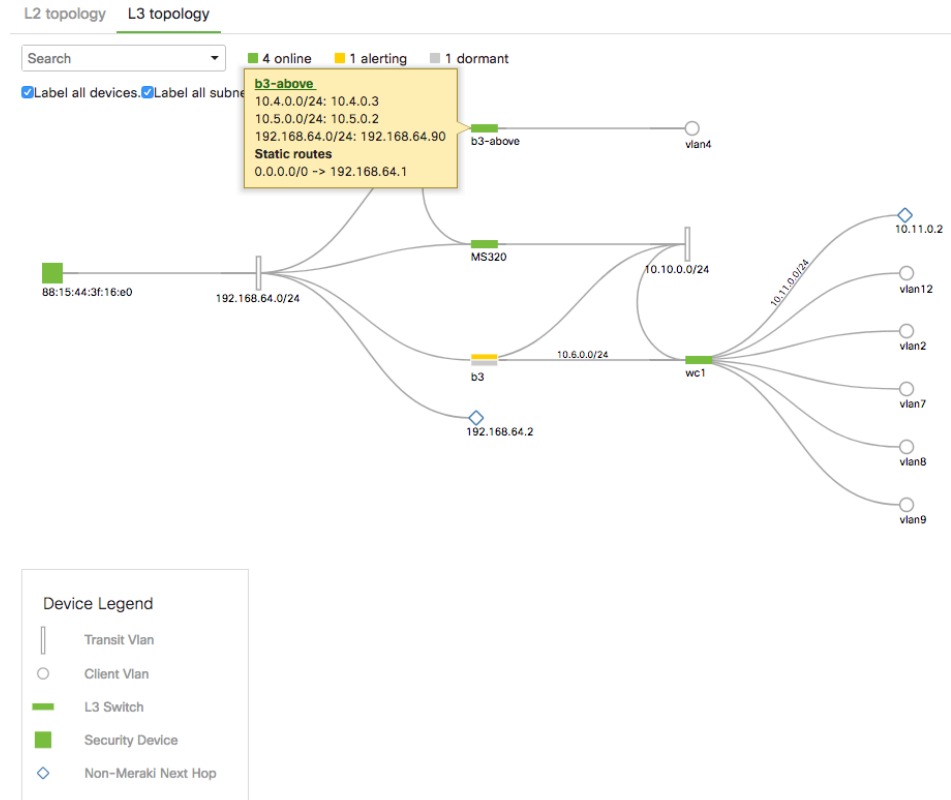 L2 topology L3 topology
Search 4 online 1 alerting 1 dormant
Label all devices. Label all subne
b3-above
10.4.0.0/24: 10.4.0.3
10.5.0.0/24: 10.5.0.2
192.168.64.0/24: 192.168.64.90
Static routes
0.0.0.0/0 -> 192.168.64.1
b3-above
vlan4
10.11.0.2
MS320
10.10.0.0/24
10.11.0.0/24
88:15:44:3f:16:e0
192.168.64.0/24
vlan12
vlan2
10.6.0.0/24
b3
wc1
vlan7
192.168.64.2
vlan8
vlan9
Device Legend
Transit Vlan
Client Vlan
L3 Switch
Security Device
Non-Meraki Next Hop